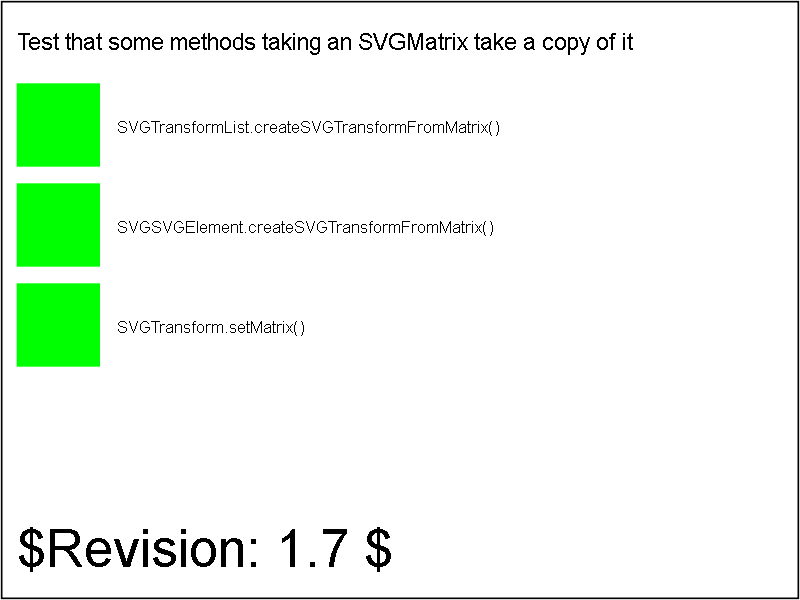 Test that some methods taking an SVGMatrix take a copy of it
SVGTransformList.createSVGTransformFromMatrix()
SVGSVGElement.createSVGTransformFromMatrix()
SVGTransform.setMatrix()
$Revision: 1.7 $